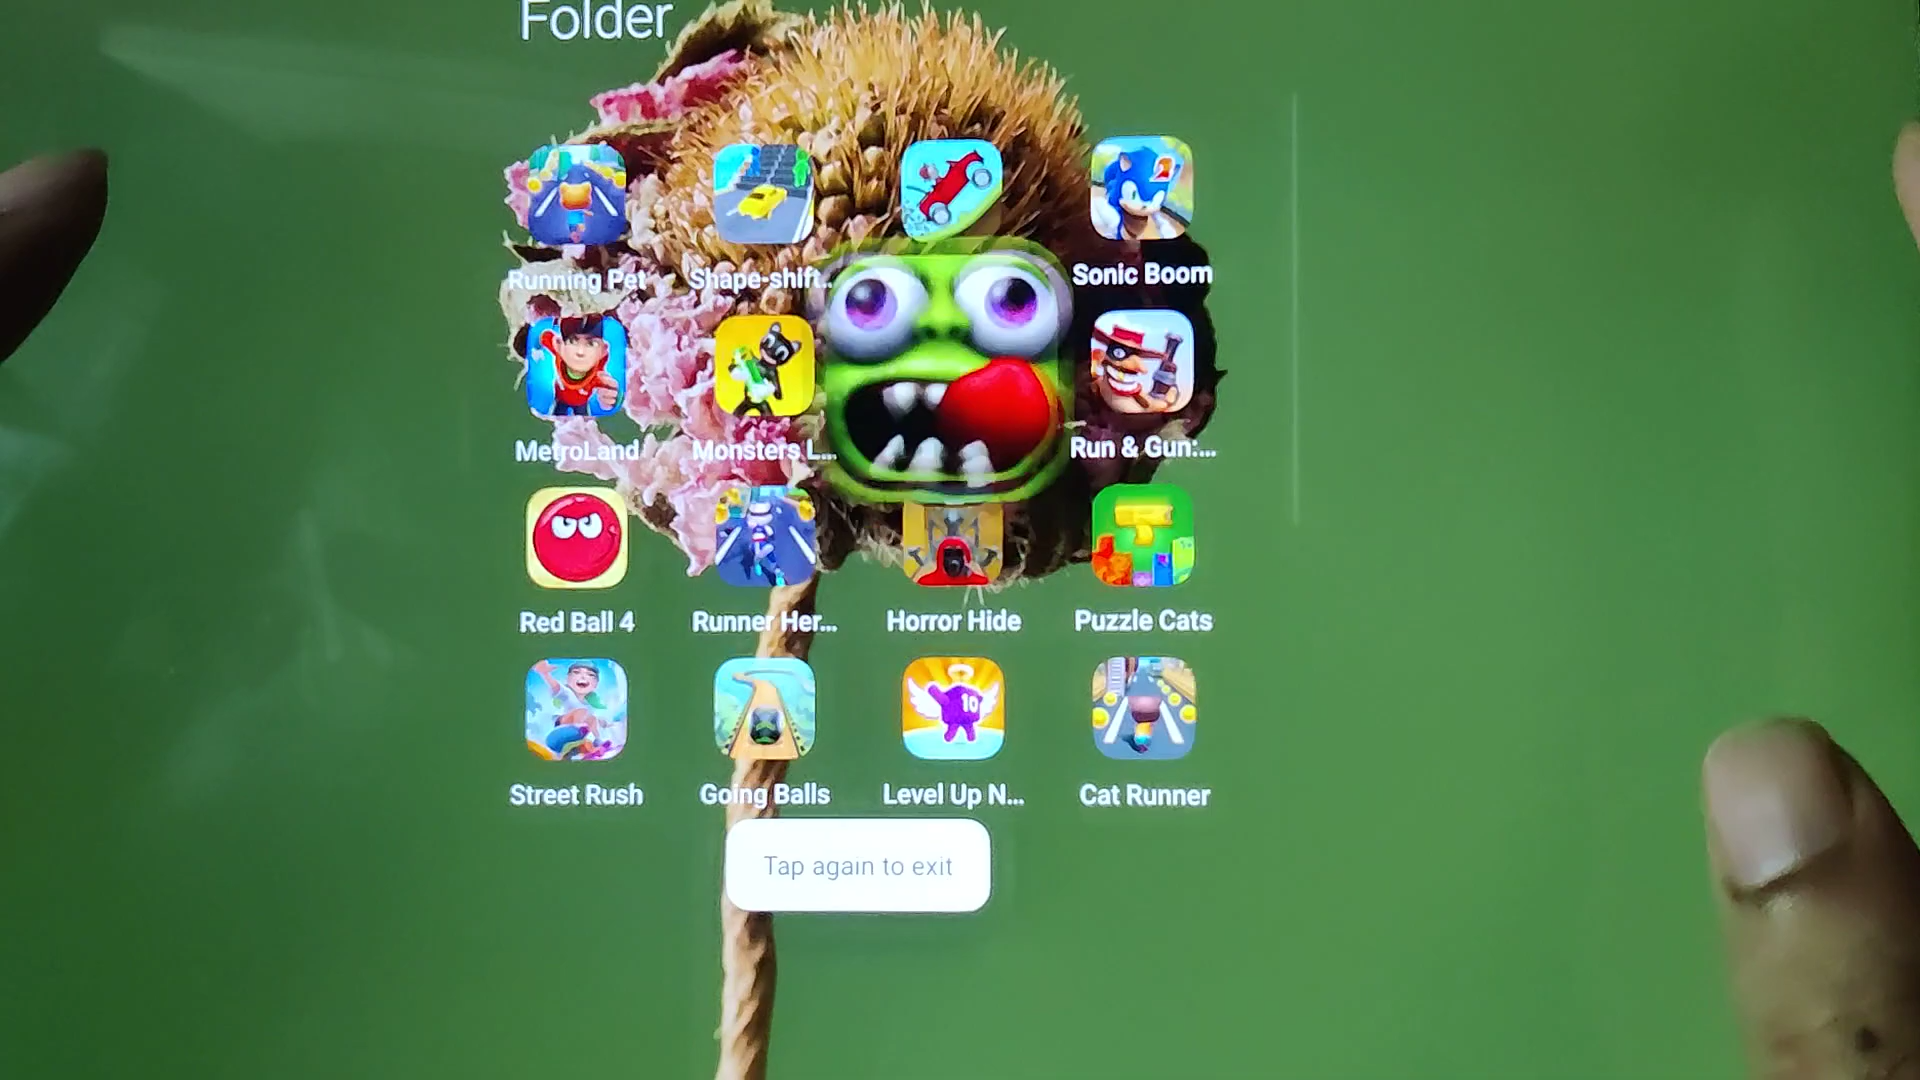 Folder
Running Pet
Shape-shift..
Sonic Boom
MetroLand
Monsters L...
Run & Gun:...
Red Ball 4
Runner Her...
Horror Hide
Puzzle Cats
Street Rush
Going Balls
10
Level Up N...
Cat Runner
Tap again to exit